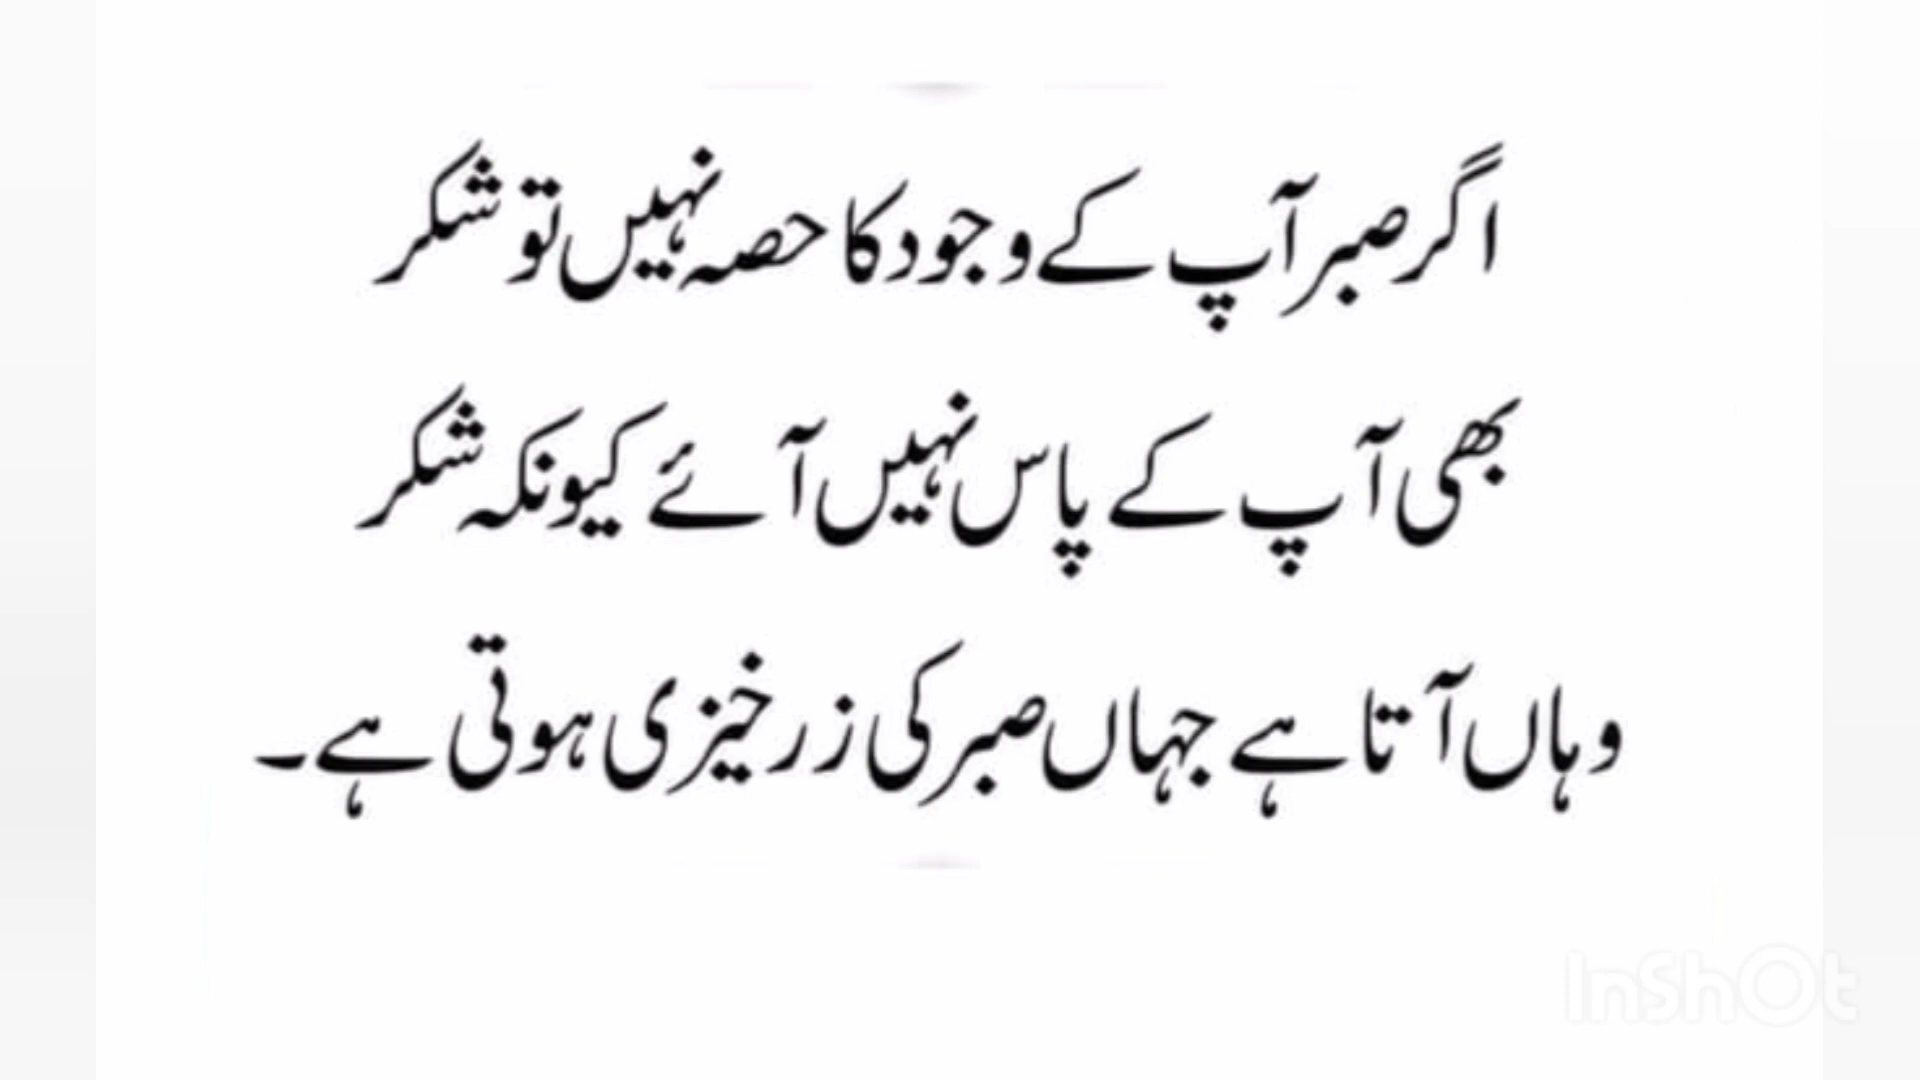 اگر صبر آپ کے وجود کا حصہ نہیں تو شکر
بھی آپ کے پاس نہیں آئے کیونکہ شکر
وہاں آتا ہے جہاں صبر کی زرخیزی ہوتی ہے۔
InShOt